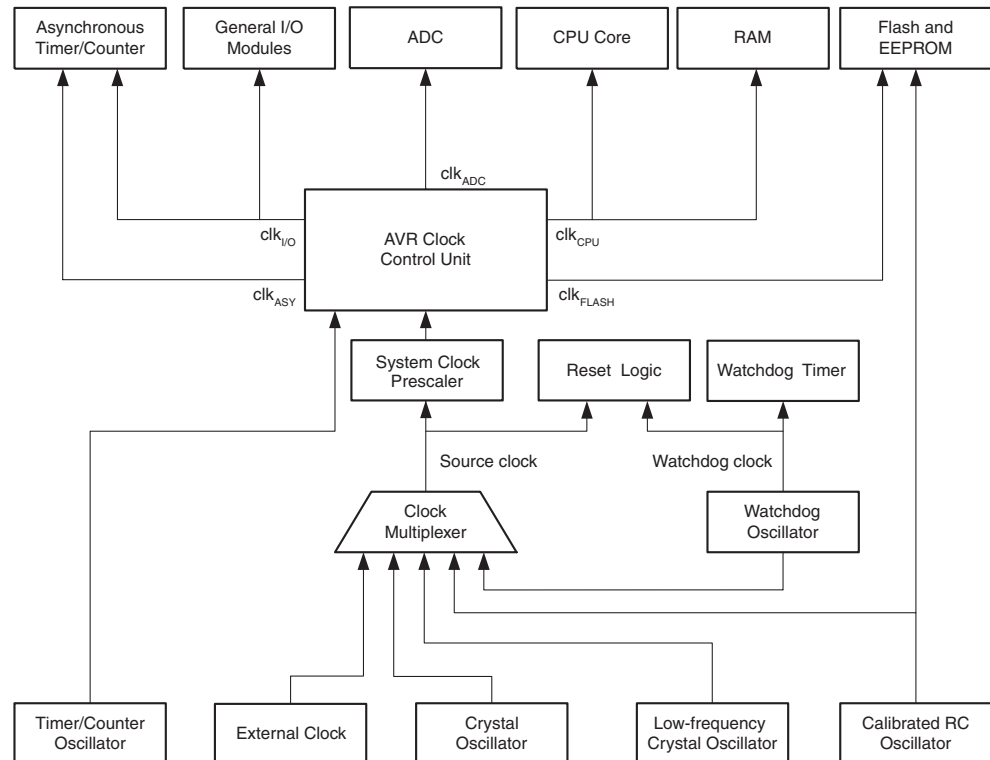 Asynchronous
Timer/Counter
General I/O
Modules
ADC
CPU Core
RAM
Flash and
EEPROM
clkADC
clkI/O
AVR Clock
Control Unit
clkCPU
clkASY
clkFLASH
System Clock
Prescaler
Reset Logic
Watchdog Timer
Source clock
Watchdog clock
Clock
Multiplexer
Watchdog
Oscillator
Timer/Counter
Oscillator
External Clock
Crystal
Oscillator
Low-frequency
Crystal Oscillator
Calibrated RC
Oscillator